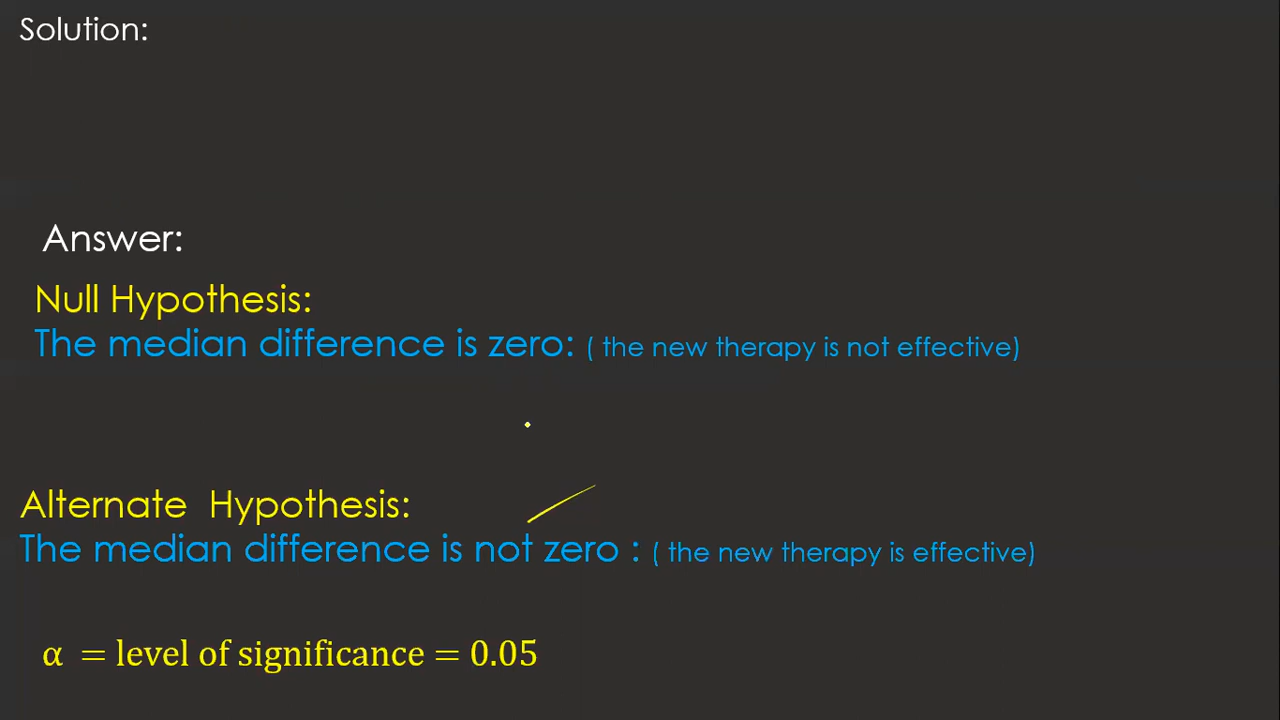 Solution:
Answer:
Null Hypothesis:
The median difference is zero: ( the new therapy is not effective)
Alternate Hypothesis:
The median difference is not zero : ( the new therapy is effective)
α = level of significance = 0.05